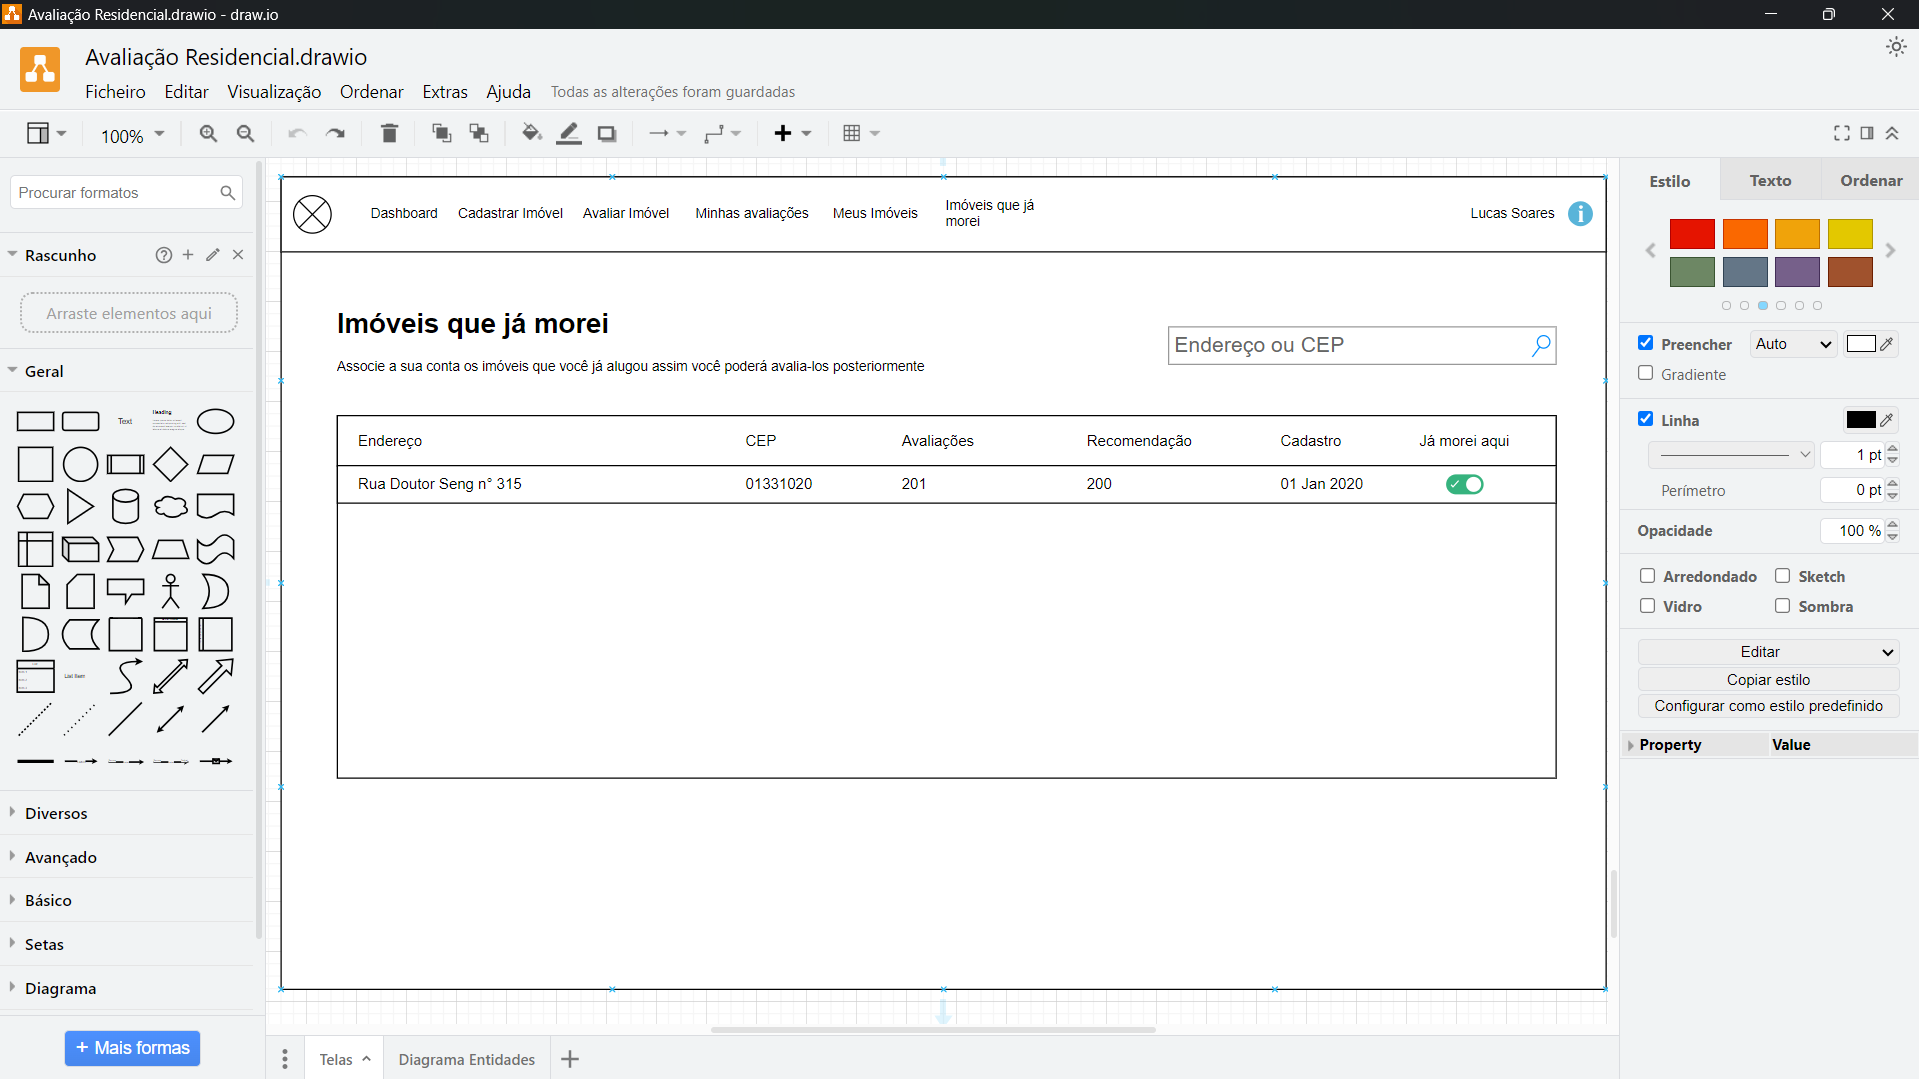 Avaliação Residencial.drawio - draw.io
Avaliação Residencial.drawio
Ficheiro Editar Visualização Ordenar Extras Ajuda Todas as alterações foram guardadas
100%
Procurar formatos
Rascunho
Arraste elementos aqui
Geral
Text
Heading
List Item
Diversos
Avançado
Básico
Setas
Diagrama
+ Mais formas
Dashboard Cadastrar Imóvel Avaliar Imóvel Minhas avaliações Meus Imóveis Imóveis que já
morei
Lucas Soares
Imóveis que já morei
Associe a sua conta os imóveis que você já alugou assim você poderá avalia-los posteriormente
Endereço ou CEP
Endereço CEP Avaliações Recomendação Cadastro Já morei aqui
Rua Doutor Seng n° 315 01331020 201 200 01 Jan 2020
Telas Diagrama Entidades
Estilo Texto Ordenar
Preencher Auto
Gradiente
Linha
1 pt
Perímetro 0 pt
Opacidade 100 %
Arredondado Sketch
Vidro Sombra
Editar
Copiar estilo
Configurar como estilo predefinido
Property Value